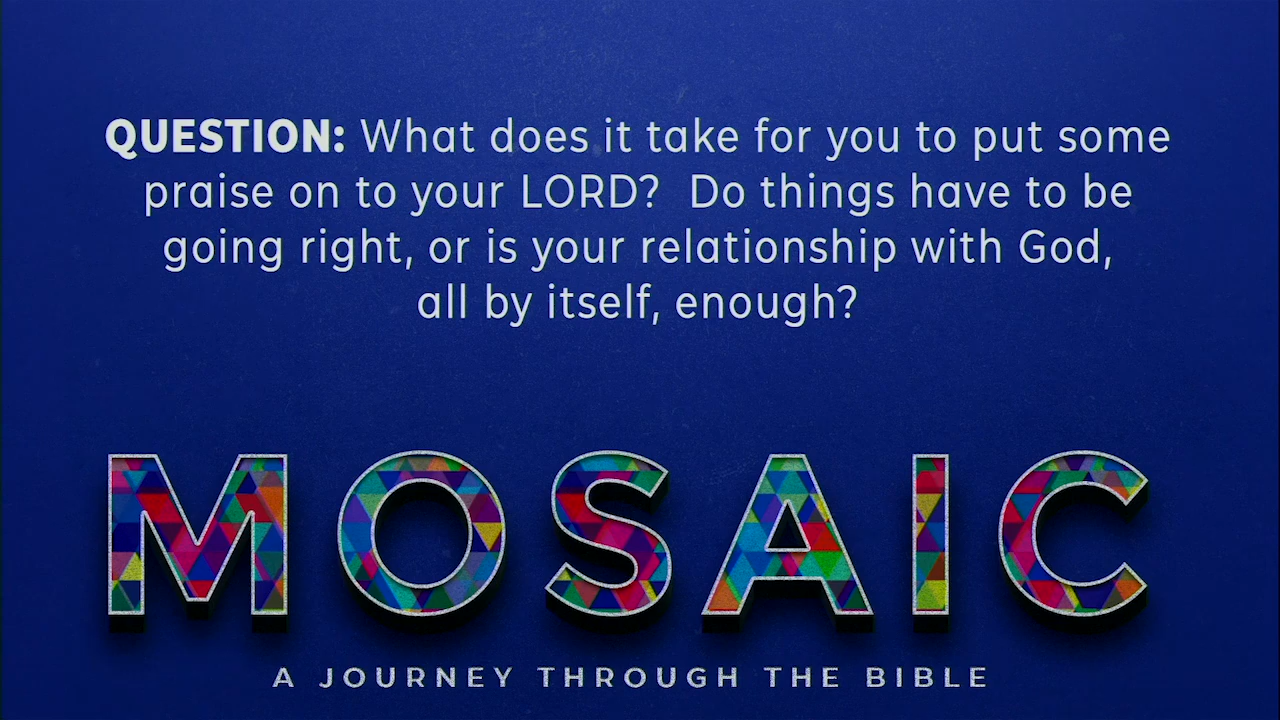 QUESTION: What does it take for you to put some
praise on to your LORD?  Do things have to be
going right, or is your relationship with God,
all by itself, enough?
MOSAIC
A JOURNEY THROUGH THE BIBLE